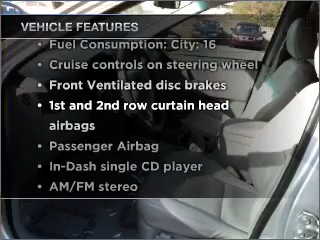 VEHICLE FEATURES
• Fuel Consumption: City: 16
• Cruise controls on steering wheel
• Front Ventilated disc brakes
• 1st and 2nd row curtain head
airbags
• Passenger Airbag
• In-Dash single CD player
• AM/FM stereo